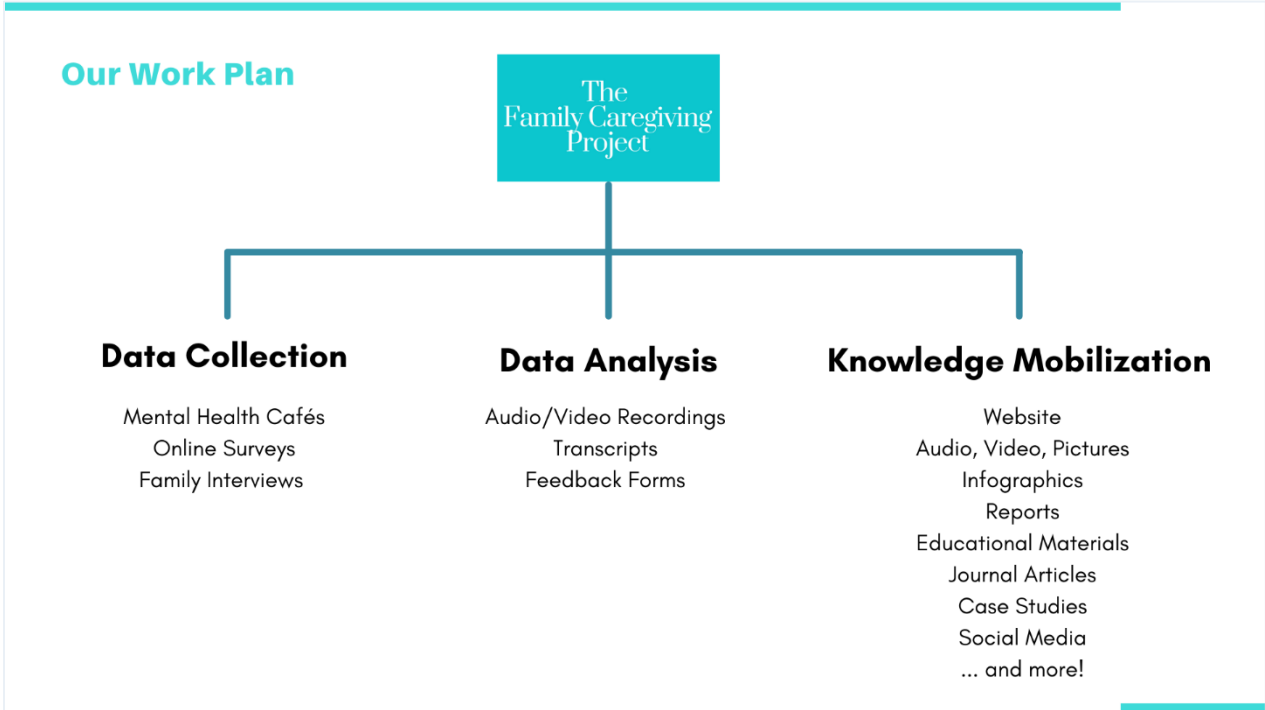 Our Work Plan
The
Family Caregiving
Project
Data Collection
Mental Health Cafés
Online Surveys
Family Interviews
Data Analysis
Audio/Video Recordings
Transcripts
Feedback Forms
Knowledge Mobilization
Website
Audio, Video, Pictures
Infographics
Reports
Educational Materials
Journal Articles
Case Studies
Social Media
... and more!